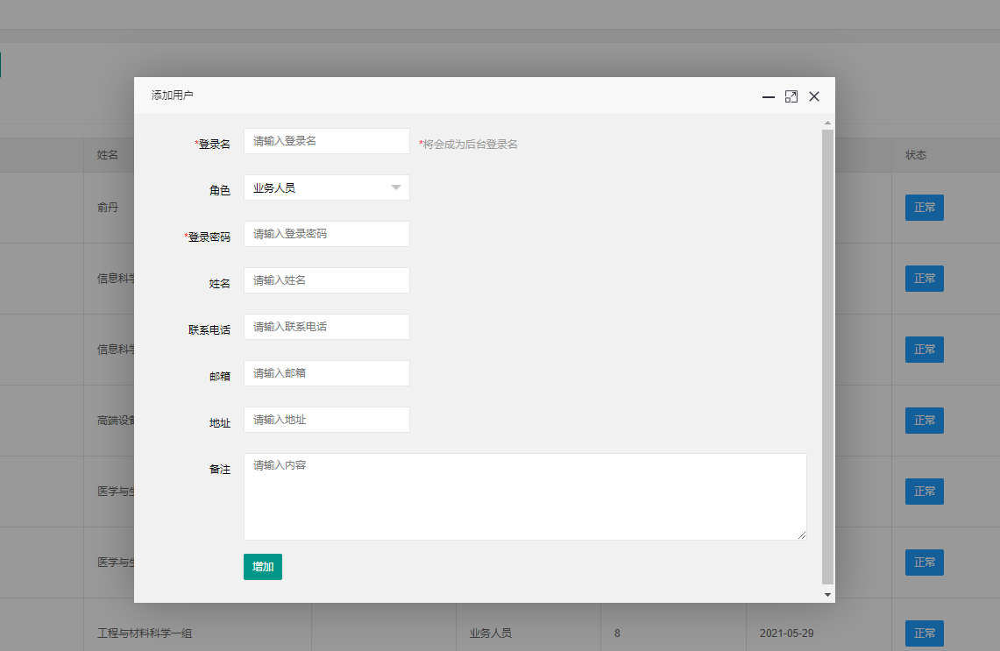 添加用户
*登录名 请输入登录名 *将会成为后台登录名
角色 业务人员
*登录密码 请输入登录密码
姓名 请输入姓名
联系电话 请输入联系电话
邮箱 请输入邮箱
地址 请输入地址
备注 请输入内容
增加
姓名 状态
俞丹 正常
信息科学 正常
信息科学 正常
高端设备 正常
医学与生 正常
医学与生 正常
工程与材料科学一组 业务人员 8 2021-05-29 正常